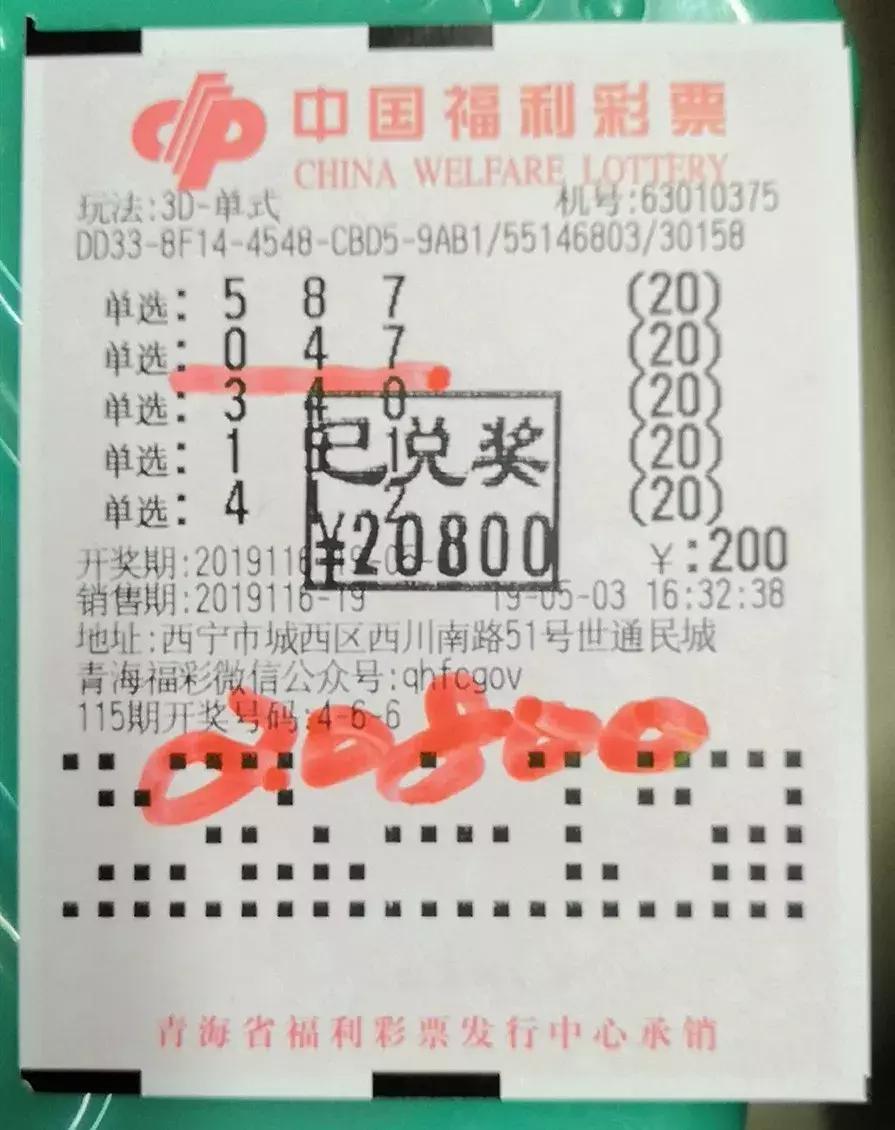 中国福利彩票
CHINA WELFARE LOTTERY
玩法:3D-单式 机号:63010375
DD33-8F14-4548-CBD5-9AB1/55146803/30158
单选: 5 8 7 (20)
单选: 0 4 7 (20)
单选: 3 4 0 (20)
单选: 1 1 (20)
单选: 4 2 (20)
已兑奖
¥20800
开奖期:2019116 ¥:200
销售期:2019116-19 19-05-03 16:32:38
地址:西宁市城西区西川南路51号世通民城
青海福彩微信公众号:qhfcgov
115期开奖号码:4-6-6
20800
青海省福利彩票发行中心承销